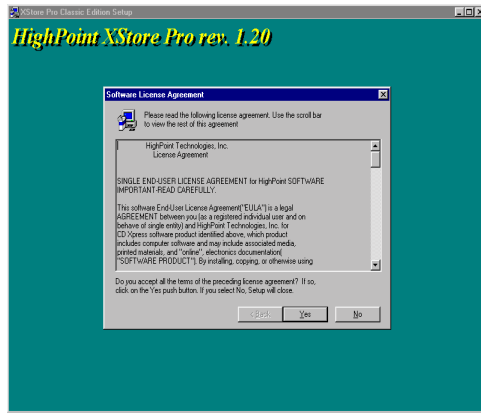 XStore Pro Classic Edition Setup
HighPoint XStore Pro rev. 1.20
Software License Agreement
Please read the following license agreement. Use the scroll bar
to view the rest of this agreement
HighPoint Technologies, Inc.
License Agreement
SINGLE END-USER LICENSE AGREEMENT for HighPoint SOFTWARE
IMPORTANT-READ CAREFULLY.
This software End-User License Agreement("EULA") is a legal
AGREEMENT between you (as a registered individual user and on
behave of single entity) and HighPoint Technologies, Inc. for
CD Xpress software product identified above, which product
includes computer software and may include associated media,
printed materials, and "online", electronics documentation(
"SOFTWARE PRODUCT"). By installing, copying, or otherwise using
Do you accept all the terms of the preceding license agreement? If so,
click on the Yes push button. If you select No, Setup will close.
< Back
Yes
No